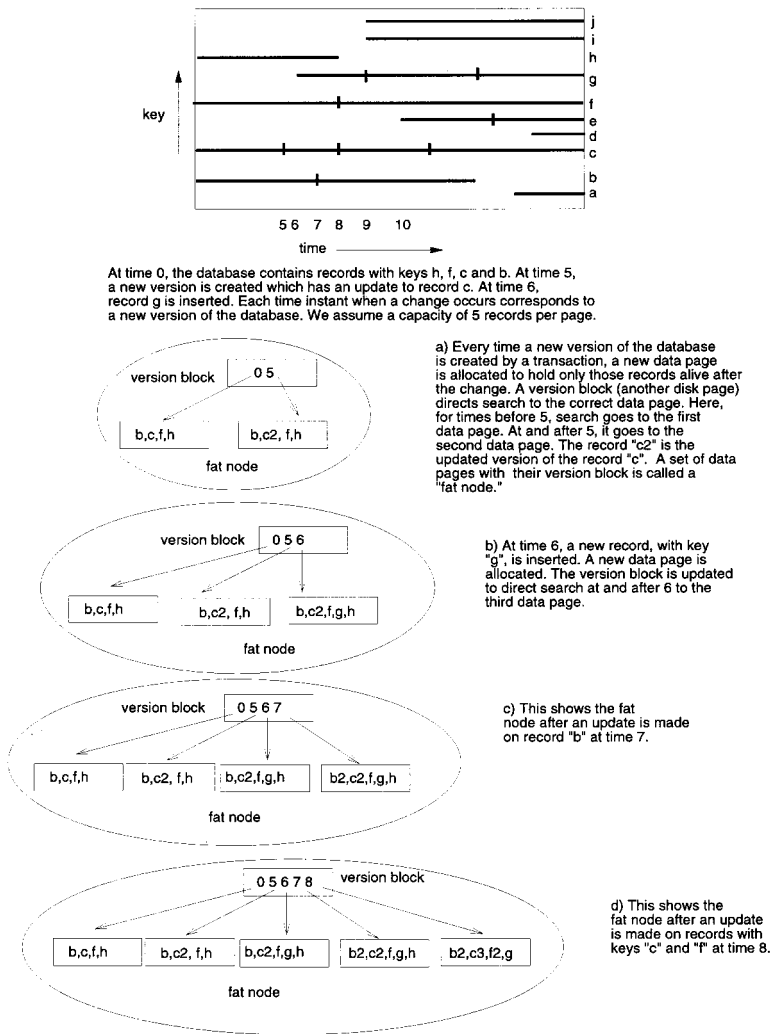 j
i
h
g
key
f
e
d
c
b
a
5 6 7 8 9 10
time
At time 0, the database contains records with keys h, f, c and b. At time 5,
a new version is created which has an update to record c. At time 6,
record g is inserted. Each time instant when a change occurs corresponds to
a new version of the database. We assume a capacity of 5 records per page.
version block
0 5
b,c,f,h
b,c2, f,h
fat node
a) Every time a new version of the database
is created by a transaction, a new data page
is allocated to hold only those records alive after
the change. A version block (another disk page)
directs search to the correct data page. Here,
for times before 5, search goes to the first
data page. At and after 5, it goes to the
second data page. The record "c2" is the
updated version of the record "c". A set of data
pages with their version block is called a
"fat node."
version block
0 5 6
b,c,f,h
b,c2, f,h
b,c2,f,g,h
fat node
b) At time 6, a new record, with key
"g", is inserted. A new data page is
allocated. The version block is updated
to direct search at and after 6 to the
third data page.
version block
0 5 6 7
b,c,f,h
b,c2, f,h
b,c2,f,g,h
b2,c2,f,g,h
fat node
c) This shows the fat
node after an update is made
on record "b" at time 7.
0 5 6 7 8
version block
b,c,f,h
b,c2, f,h
b,c2,f,g,h
b2,c2,f,g,h
b2,c3,f2,g
fat node
d) This shows the
fat node after an update
is made on records with
keys "c" and "f" at time 8.